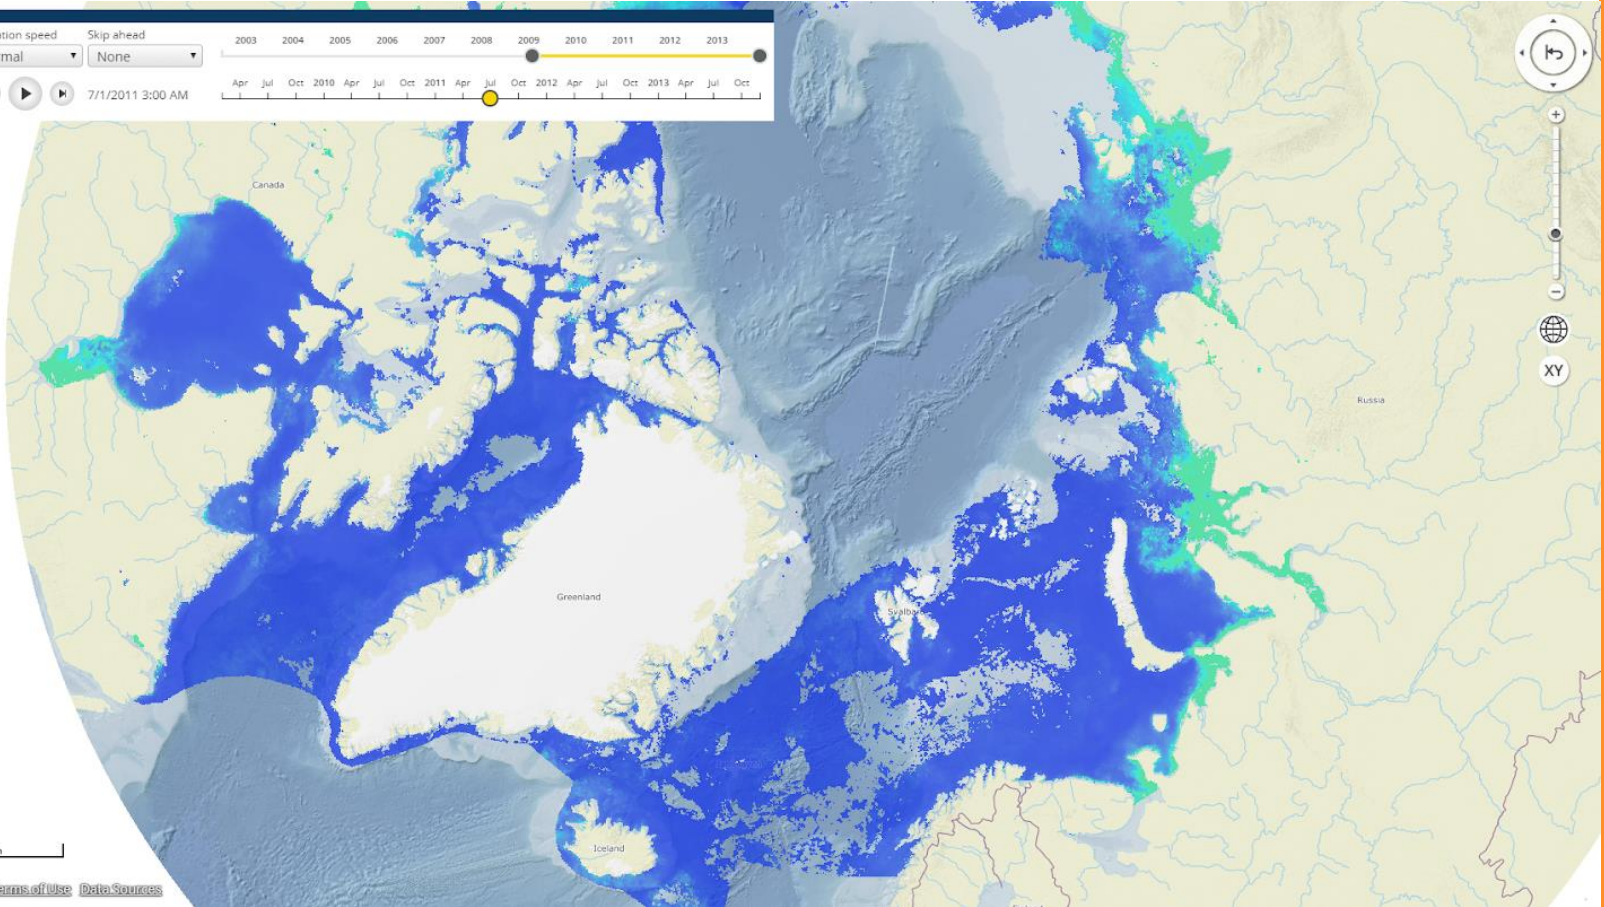 tion speed
Skip ahead
mal
None
2003 2004 2005 2006 2007 2008 2009 2010 2011 2012 2013
Apr Jul Oct 2010 Apr Jul Oct 2011 Apr Jul Oct 2012 Apr Jul Oct 2013 Apr Jul Oct
7/1/2011 3:00 AM
Canada
XY
Russia
Greenland
Svalba
Iceland
erms of Use Data Sources